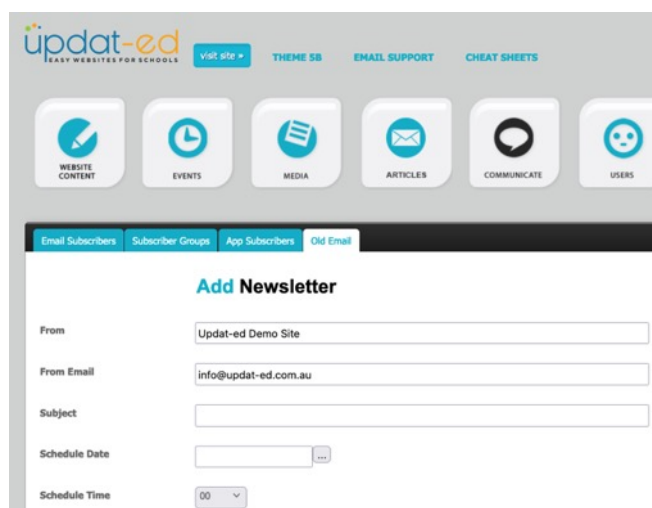 updat-ed
EASY WEBSITES FOR SCHOOLS
visit site »
THEME 5B
EMAIL SUPPORT
CHEAT SHEETS
WEBSITE
CONTENT
EVENTS
MEDIA
ARTICLES
COMMUNICATE
USERS
Email Subscribers
Subscriber Groups
App Subscribers
Old Email
Add Newsletter
From
Updat-ed Demo Site
From Email
info@updat-ed.com.au
Subject
Schedule Date
...
Schedule Time
00